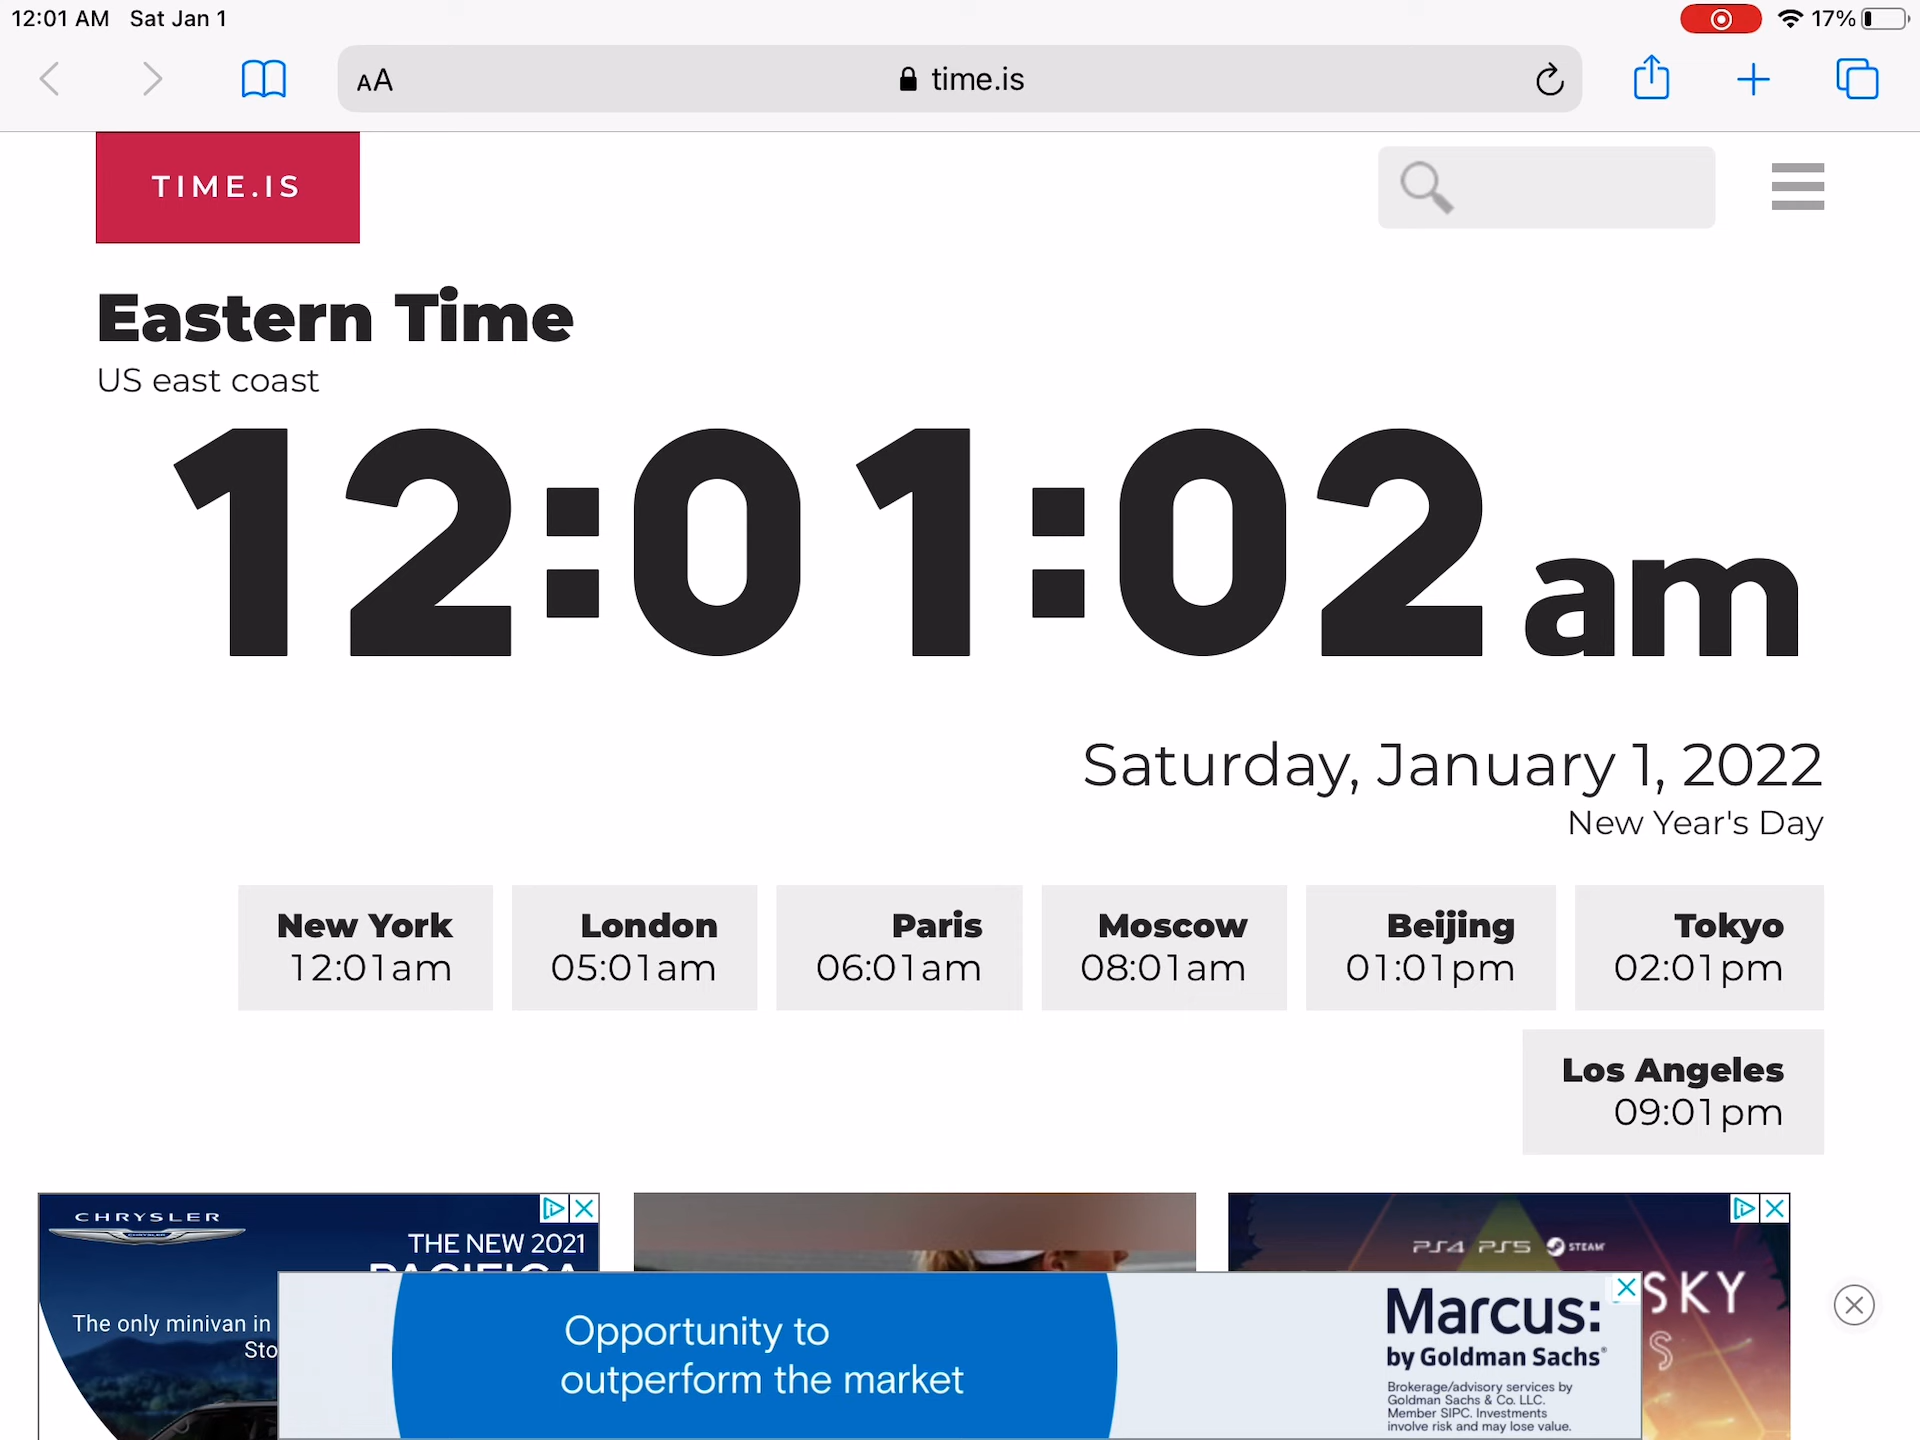 12:01 AM Sat Jan 1
17%
AA time.is
TIME.IS
Eastern Time
US east coast
12:01:02am
Saturday, January 1, 2022
New Year's Day
New York
12:01am
London
05:01am
Paris
06:01am
Moscow
08:01am
Beijing
01:01pm
Tokyo
02:01pm
Los Angeles
09:01pm
CHRYSLER
THE NEW 2021
PACIFICA
The only minivan in
Sto
PS4 PS5 STEAM
SKY
S
Opportunity to
outperform the market
Marcus:
by Goldman Sachs®
Brokerage/advisory services by
Goldman Sachs & Co. LLC.
Member SIPC. Investments
involve risk and may lose value.